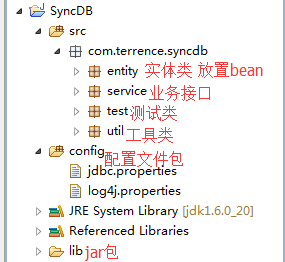 SyncDB
src
com.terrence.syncdb
entity 实体类 放置bean
service 业务接口
test 测试类
util 工具类
config 配置文件包
jdbc.properties
log4j.properties
JRE System Library [jdk1.6.0_20]
Referenced Libraries
lib jar包